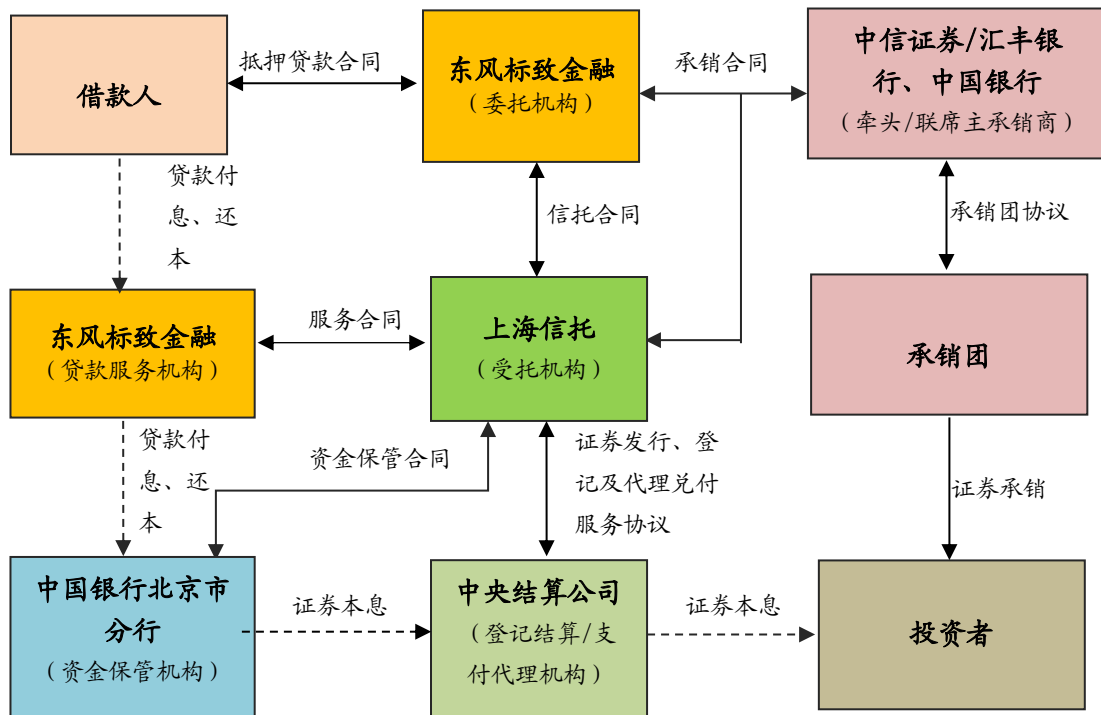 借款人
抵押贷款合同
东风标致金融
（委托机构）
承销合同
中信证券/汇丰银
行、中国银行
（牵头/联席主承销商）
贷款付
息、还
本
信托合同
承销团协议
东风标致金融
（贷款服务机构）
服务合同
上海信托
（受托机构）
承销团
贷款付
息、还
本
资金保管合同
证券发行、登
记及代理兑付
服务协议
证券承销
中国银行北京市
分行
（资金保管机构）
证券本息
中央结算公司
（登记结算/支
付代理机构）
证券本息
投资者